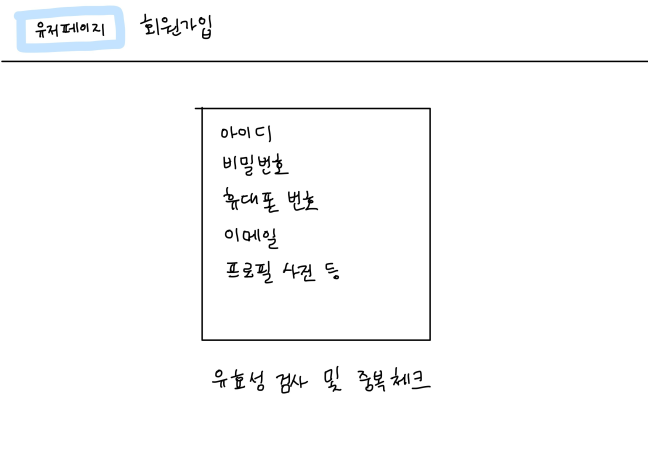 유저페이지 회원가입
아이디
비밀번호
휴대폰 번호
이메일
프로필 사진 등
유효성 검사 및 중복체크